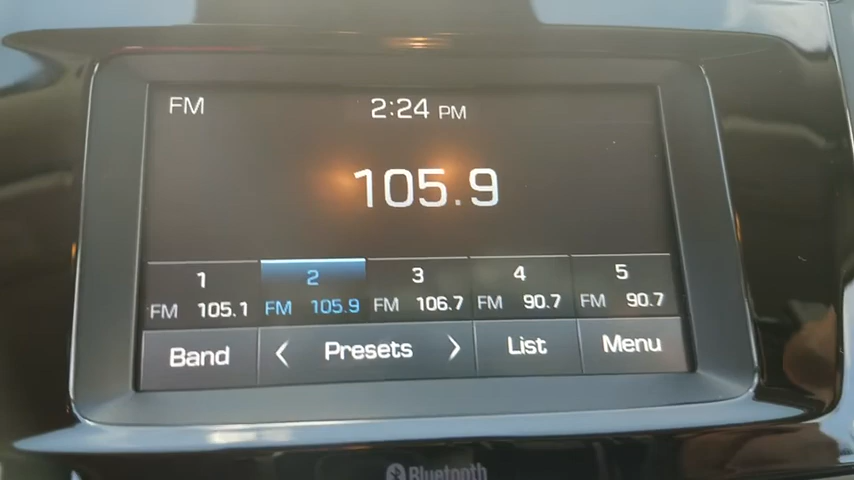 FM 2:24 PM
105.9
1 2 3 4 5
FM 105.1 FM 105.9 FM 106.7 FM 90.7 FM 90.7
Band < Presets > List Menu
Bluetooth